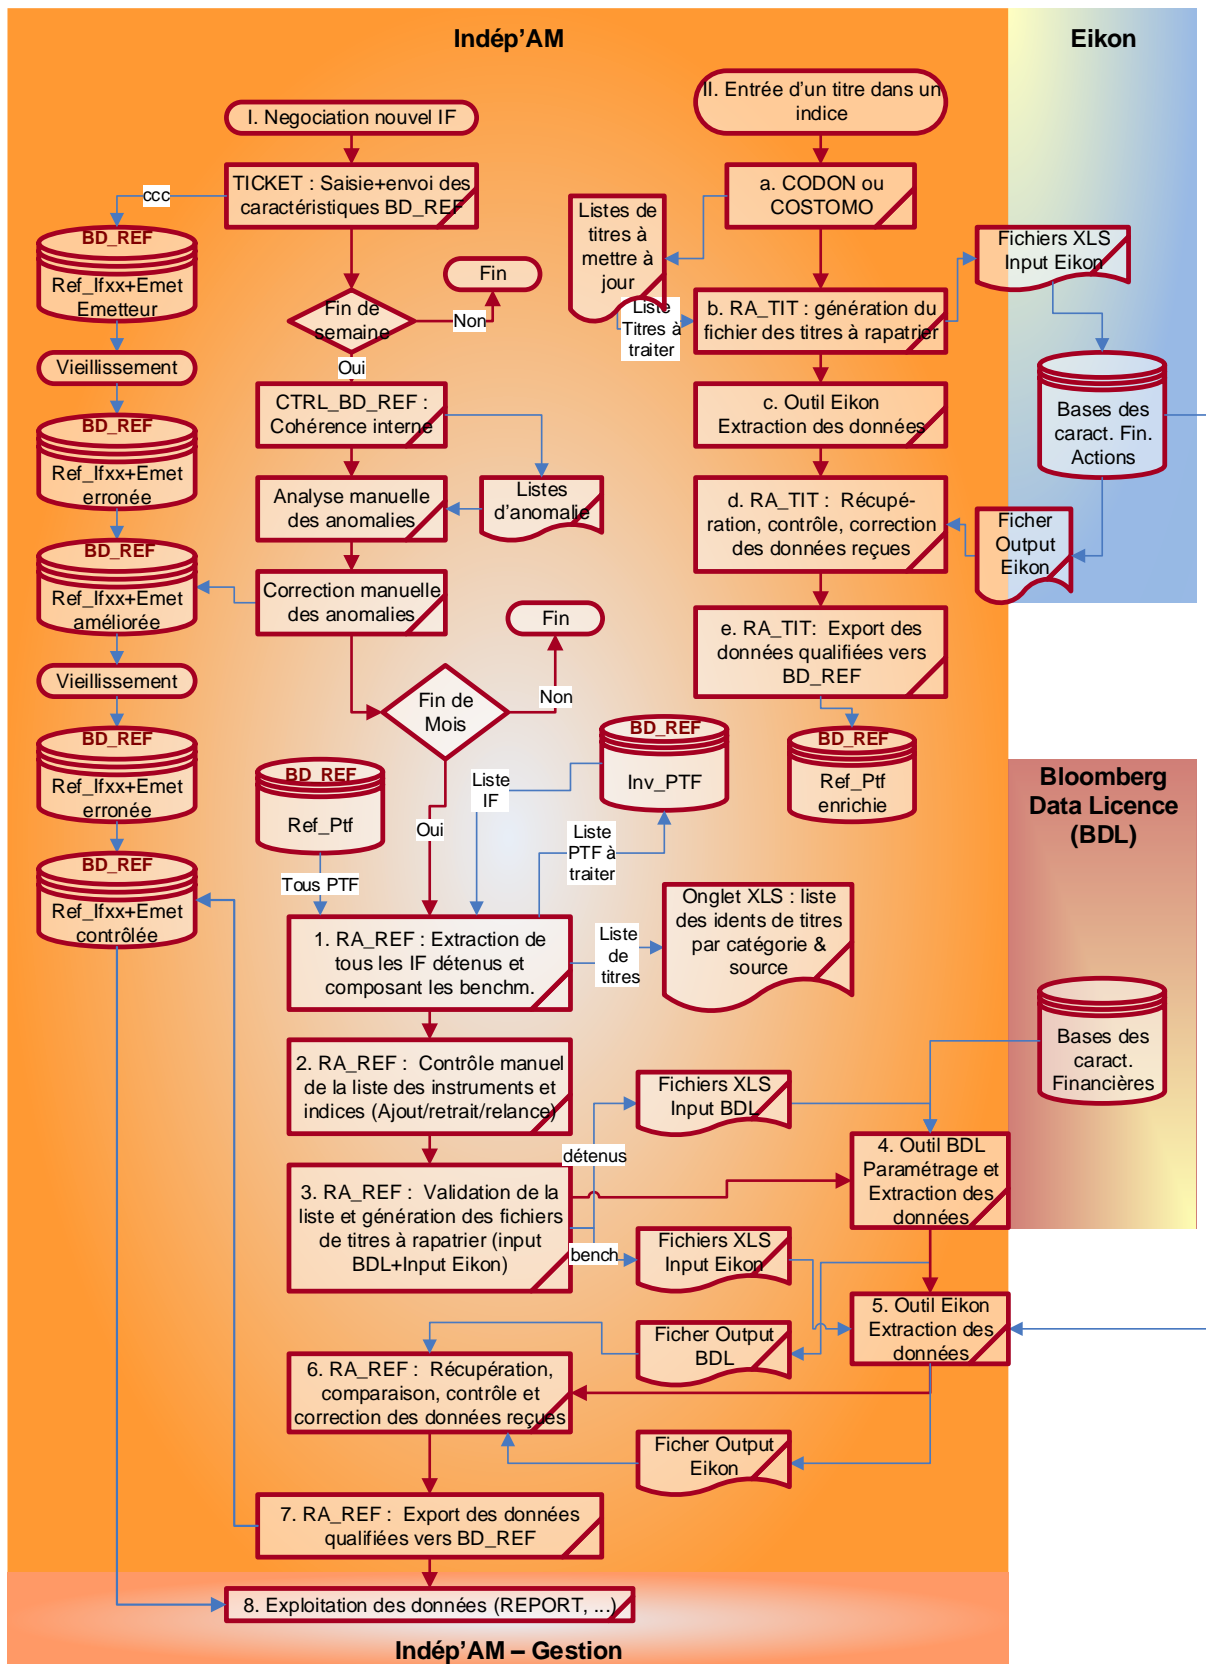 Indép'AM
Eikon
I. Negociation nouvel IF
II. Entrée d'un titre dans un
indice
TICKET : Saisie+envoi des
caractéristiques BD_REF
ccc
a. CODON ou
COSTOMO
Listes de
titres à
mettre à
jour
BD_REF
Ref_Ifxx+Emet
Emetteur
Fin
Fichiers XLS
Input Eikon
Fin de
semaine
Non
Oui
Liste
Titres à
traiter
b. RA_TIT : génération du
fichier des titres à rapatrier
Vieillissement
CTRL_BD_REF :
Cohérence interne
c. Outil Eikon
Extraction des données
Bases des
caract. Fin.
Actions
BD_REF
Ref_Ifxx+Emet
erronée
Analyse manuelle
des anomalies
Listes
d'anomalie
d. RA_TIT : Récupé-
ration, contrôle, correction
des données reçues
Ficher
Output
Eikon
BD_REF
Ref_Ifxx+Emet
améliorée
Correction manuelle
des anomalies
Fin
e. RA_TIT: Export des
données qualifiées vers
BD_REF
Vieillissement
Fin de
Mois
Non
BD_REF
Ref_Ifxx+Emet
erronée
BD_REF
Ref_Ptf
Liste
IF
BD_REF
Inv_PTF
BD_REF
Ref_Ptf
enrichie
Bloomberg
Data Licence
(BDL)
Oui
Liste
PTF à
traiter
BD_REF
Ref_Ifxx+Emet
contrôlée
Tous PTF
1. RA_REF : Extraction de
tous les IF détenus et
composant les benchm.
Liste
de
titres
Onglet XLS : liste
des idents de titres
par catégorie &
source
2. RA_REF : Contrôle manuel
de la liste des instruments et
indices (Ajout/retrait/relance)
Fichiers XLS
Input BDL
Bases des
caract.
Financières
détenus
3. RA_REF : Validation de la
liste et génération des fichiers
de titres à rapatrier (input
BDL+Input Eikon)
4. Outil BDL
Paramétrage et
Extraction des
données
bench
Fichiers XLS
Input Eikon
5. Outil Eikon
Extraction des
données
Ficher Output
BDL
6. RA_REF : Récupération,
comparaison, contrôle et
correction des données reçues
Ficher Output
Eikon
7. RA_REF : Export des données
qualifiées vers BD_REF
8. Exploitation des données (REPORT, ...)
Indép'AM – Gestion